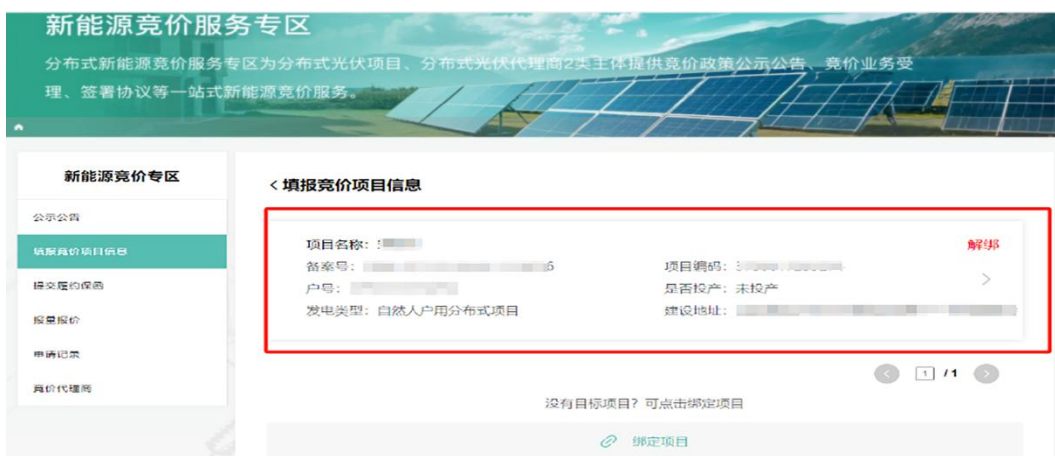 新能源竞价服务专区
分布式新能源竞价服务专区为分布式光伏项目、分布式光伏代理商2类主体提供竞价政策公示公告、竞价业务受
理、签署协议等一站式新能源竞价服务。
新能源竞价专区
公示公告
填报竞价项目信息
提交履约保函
报量报价
申请记录
竞价代理商
<填报竞价项目信息
项目名称：
解绑
备案号： 6
项目编码：
户号：
是否投产：未投产
发电类型：自然人户用分布式项目
建设地址：
1 / 1
没有目标项目？可点击绑定项目
绑定项目